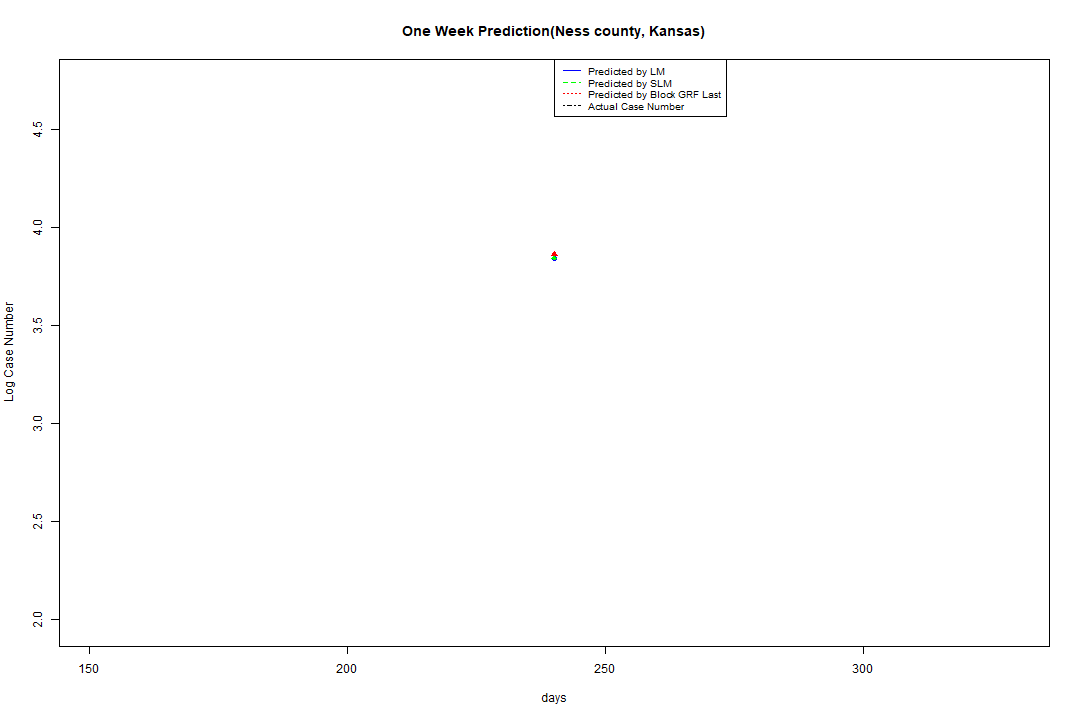 One Week Prediction(Ness county, Kansas)
Predicted by LM
Predicted by SLM
Predicted by Block GRF Last
Actual Case Number
4.5
4.0
3.5
3.0
2.5
2.0
Log Case Number
150
200
250
300
days